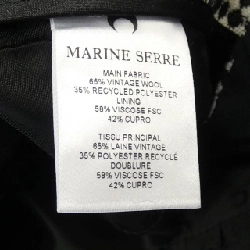 MARINE SERRE
MAIN FABRIC
65% VINTAGE WOOL
35% RECYCLED POLYESTER
LINING
58% VISCOSE FSC
42% CUPRO
TISSU PRINCIPAL
65% LAINE VINTAGE
35% POLYESTER RECYCLÉ
DOUBLURE
58% VISCOSE FSC
42% CUPRO